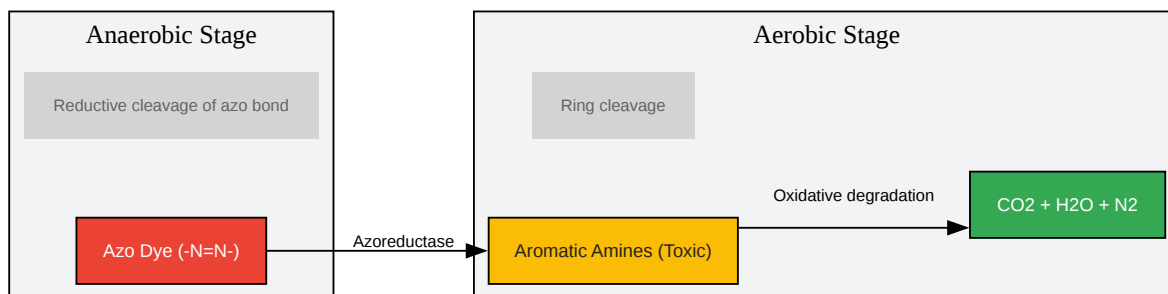 Anaerobic Stage
Reductive cleavage of azo bond
Azo Dye (-N=N-)
Azoreductase
Aerobic Stage
Ring cleavage
Aromatic Amines (Toxic)
Oxidative degradation
CO2 + H2O + N2